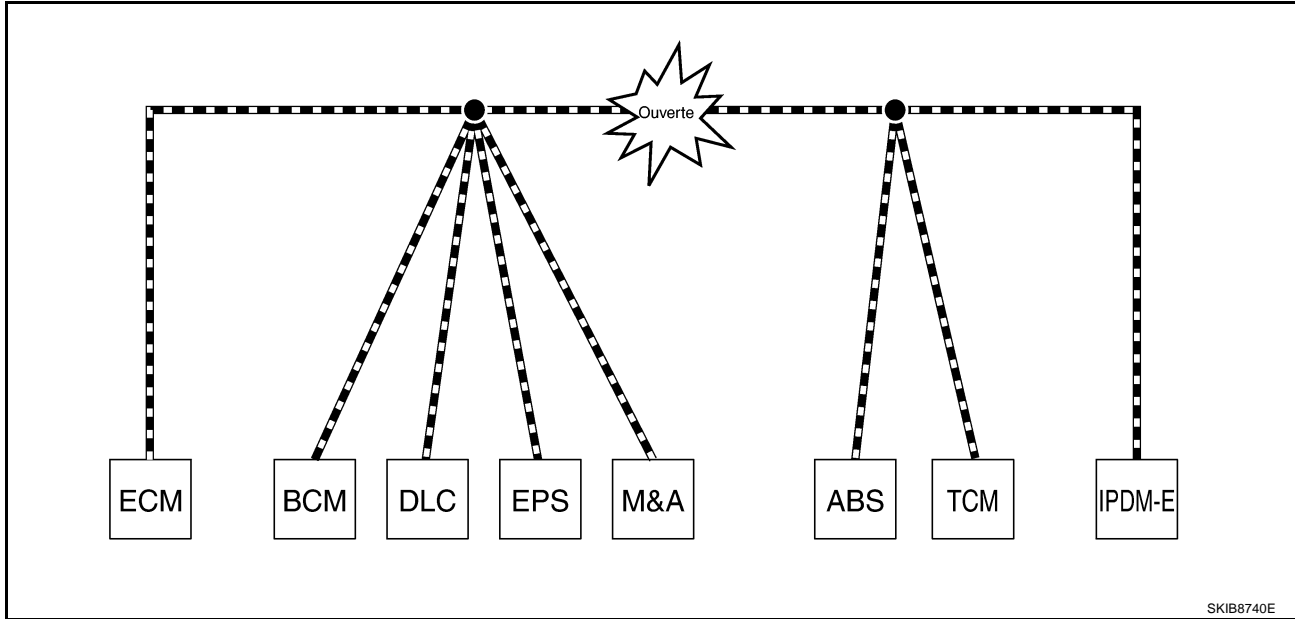 Ouverte
ECM
BCM
DLC
EPS
M&A
ABS
TCM
IPDM-E
SKIB8740E